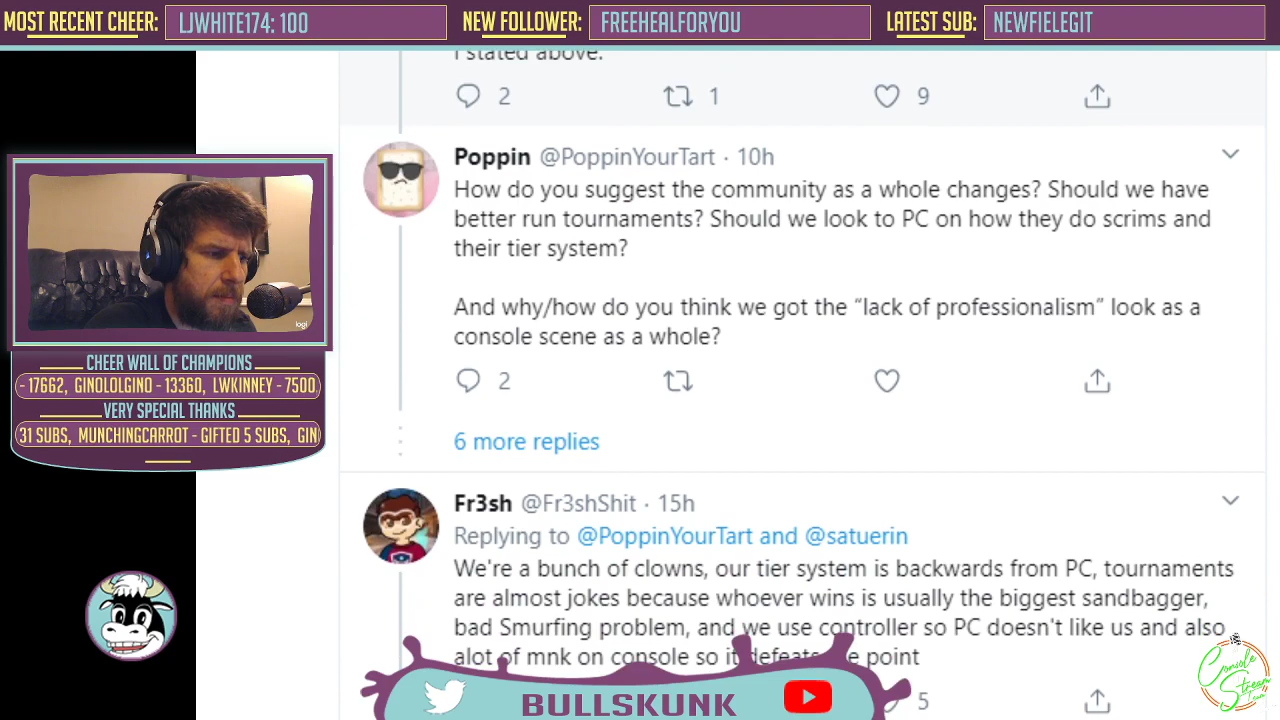 MOST RECENT CHEER: LJWHITE174: 100 NEW FOLLOWER: FREEHEALFORYOU LATEST SUB: NEWFIELEGIT
I stated above.
2 1 9
Poppin @PoppinYourTart · 10h
How do you suggest the community as a whole changes? Should we have
better run tournaments? Should we look to PC on how they do scrims and
their tier system?
And why/how do you think we got the “lack of professionalism” look as a
console scene as a whole?
2
6 more replies
Fr3sh @Fr3shShit · 15h
Replying to @PoppinYourTart and @satuerin
We're a bunch of clowns, our tier system is backwards from PC, tournaments
are almost jokes because whoever wins is usually the biggest sandbagger,
bad Smurfing problem, and we use controller so PC doesn't like us and also
alot of mnk on console so it defeats e point
5
logi
CHEER WALL OF CHAMPIONS
- 17662, GINOLOLGINO - 13360, LWKINNEY - 7500
VERY SPECIAL THANKS
31 SUBS, MUNCHINGCARROT - GIFTED 5 SUBS, GIN
BULLSKUNK
Console
Stream
Team